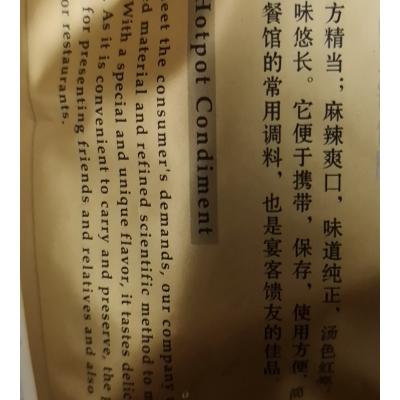 方精当；麻辣爽口，味道纯正，汤色红
味悠长。它便于携带，保存，使用方便，简
餐馆的常用调料，也是宴客馈友的佳品
Hotpot Condiment
eet the consumer's demands, our company
d material and refined scientific method to
With a special and unique flavor, it tastes delic
As it is convenient to carry and preserve, the
for presenting friends and relatives and also
or restaurants.